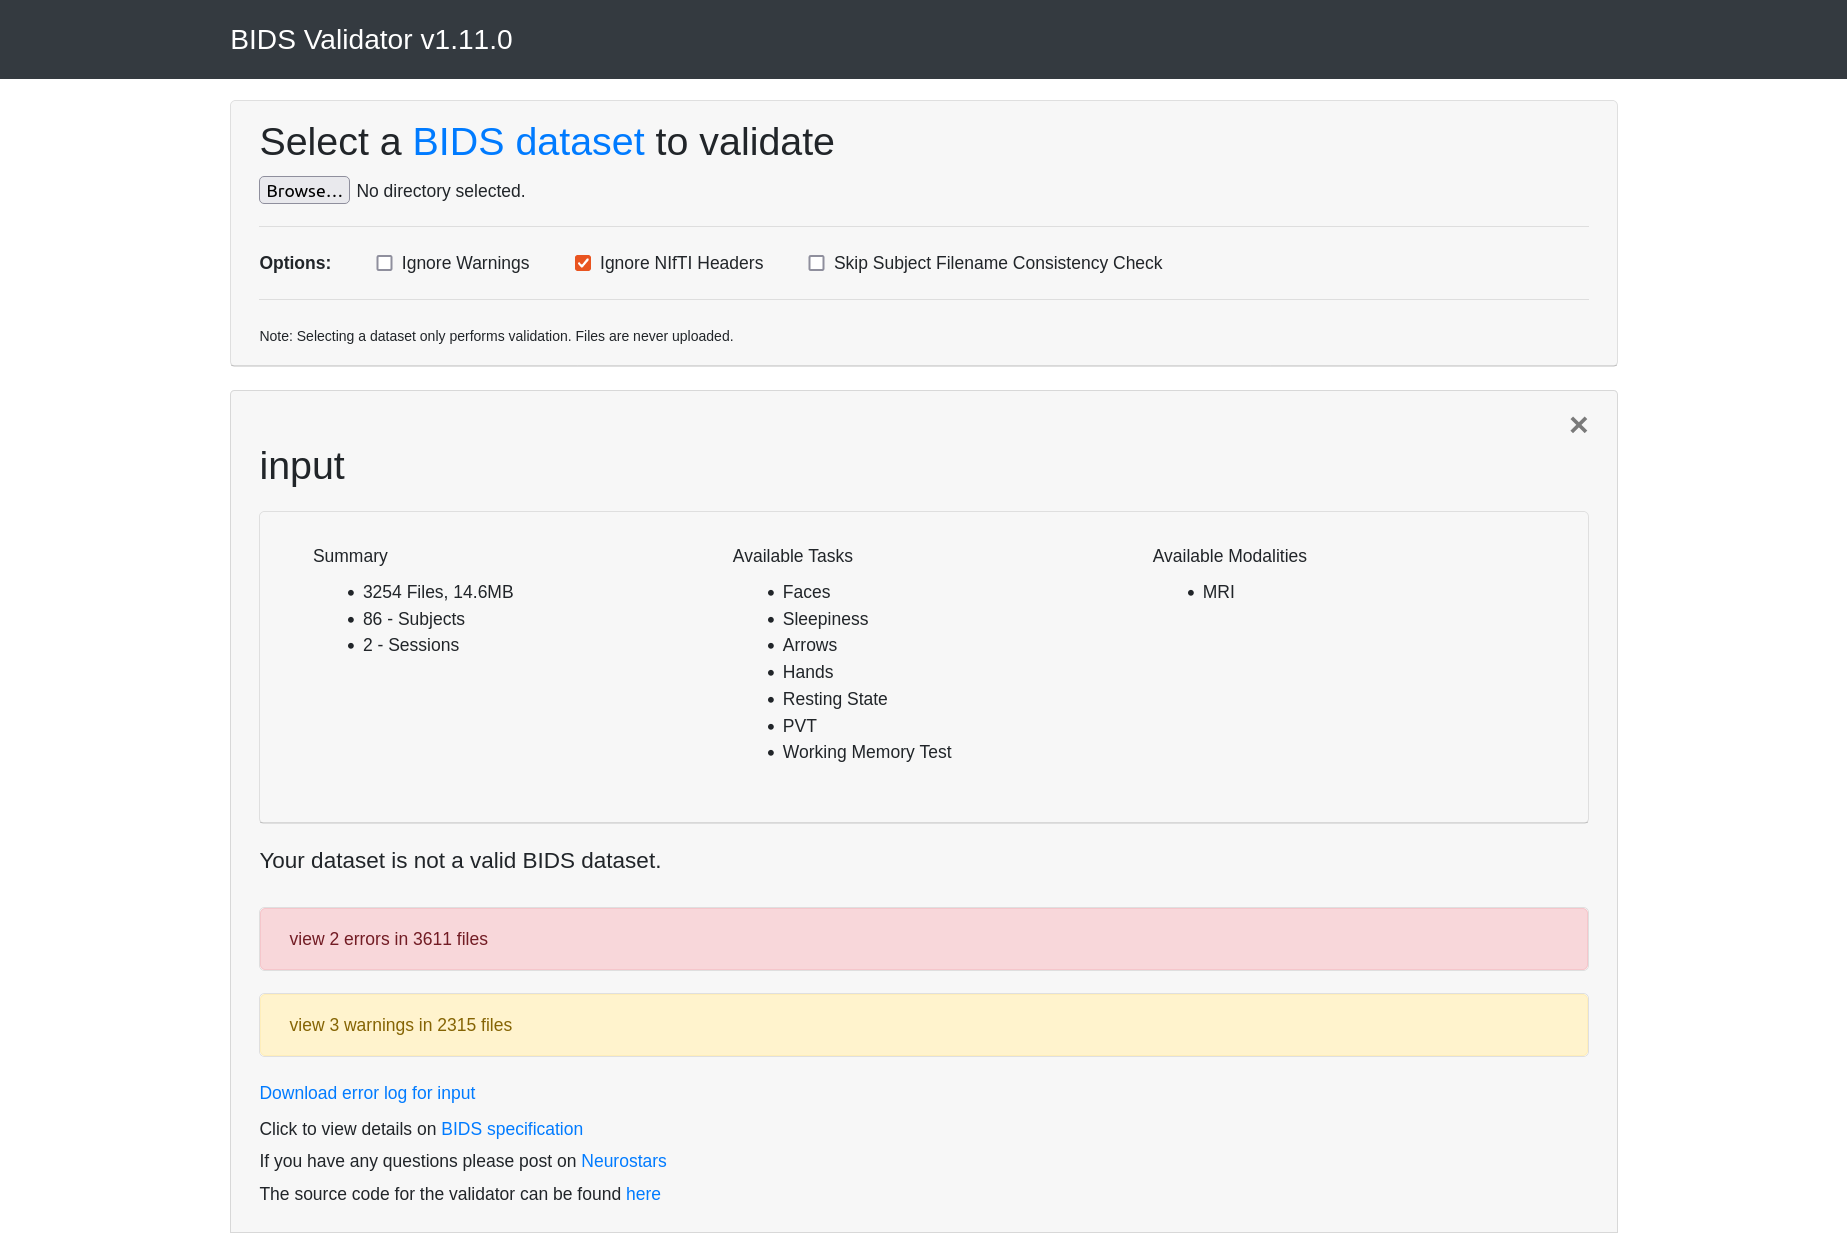 BIDS Validator v1.11.0
Select a BIDS dataset to validate
Browse... No directory selected.
Options: Ignore Warnings Ignore NIfTI Headers Skip Subject Filename Consistency Check
Note: Selecting a dataset only performs validation. Files are never uploaded.
input
Summary
3254 Files, 14.6MB
86 - Subjects
2 - Sessions
Available Tasks
Faces
Sleepiness
Arrows
Hands
Resting State
PVT
Working Memory Test
Available Modalities
MRI
Your dataset is not a valid BIDS dataset.
view 2 errors in 3611 files
view 3 warnings in 2315 files
Download error log for input
Click to view details on BIDS specification
If you have any questions please post on Neurostars
The source code for the validator can be found here